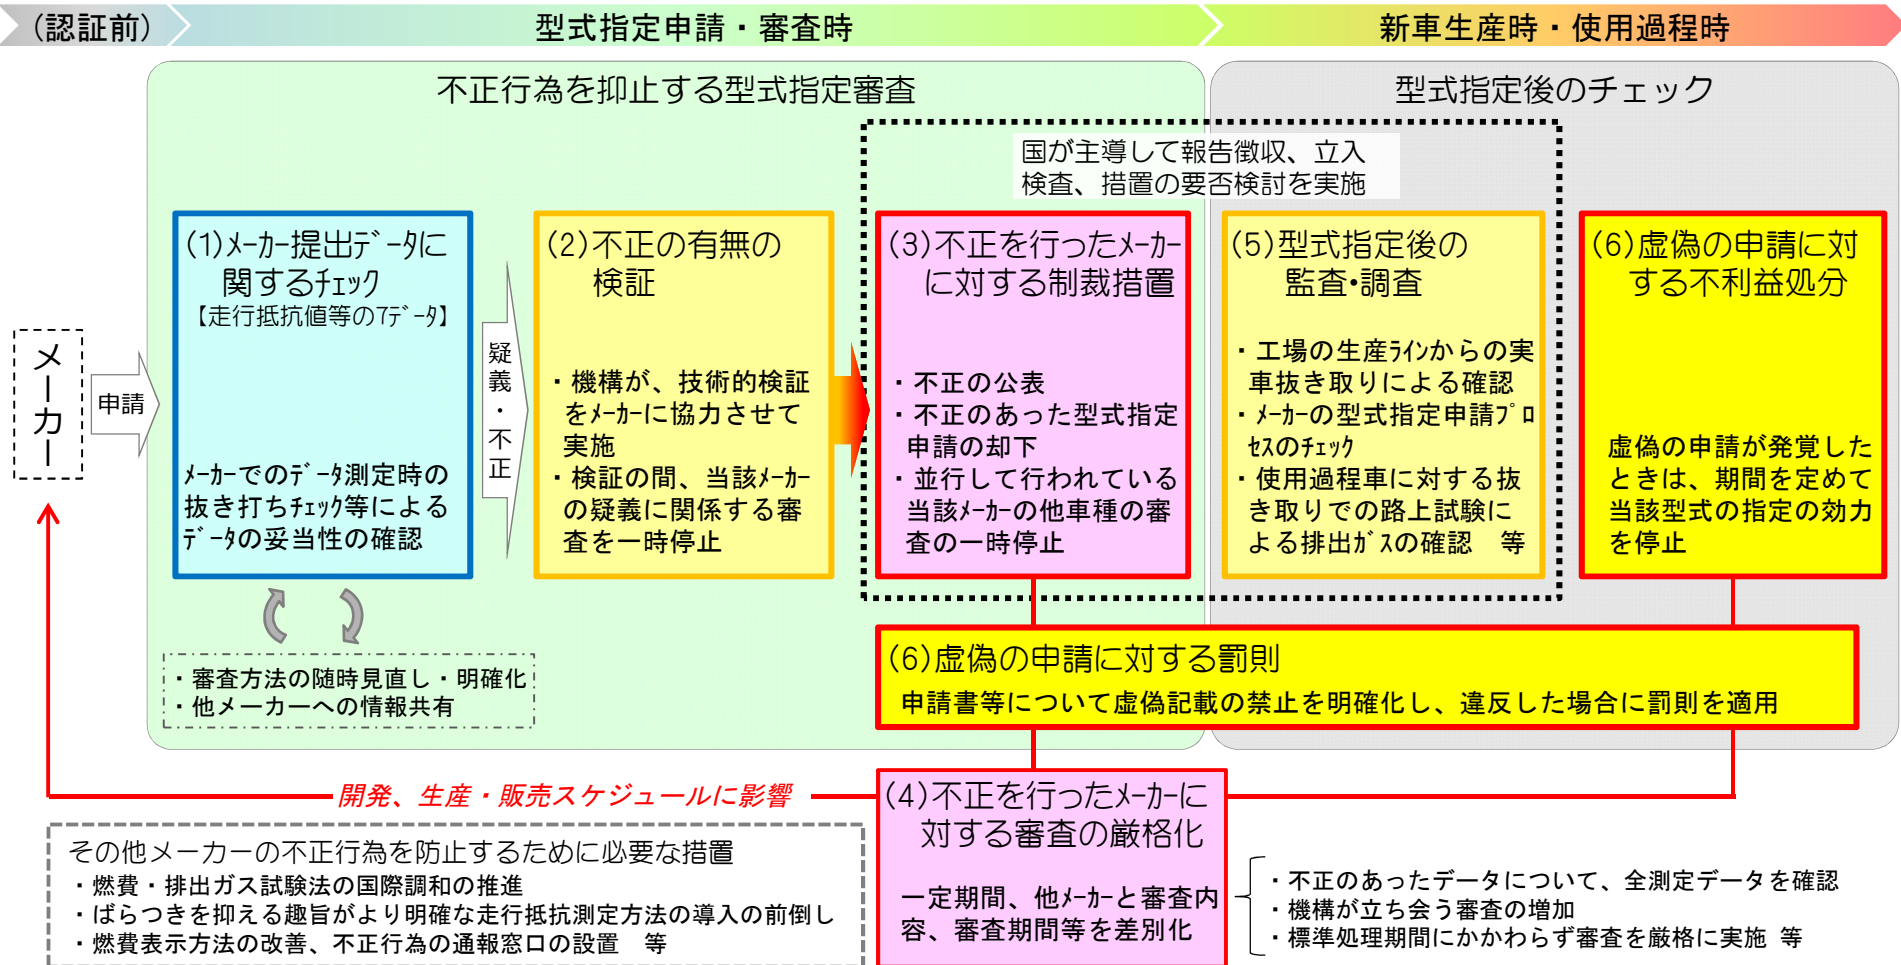 (認証前)
型式指定申請・審査時
新車生産時・使用過程時
不正行為を抑止する型式指定審査
型式指定後のチェック
国が主導して報告徴収、立入
検査、措置の要否検討を実施
メーカー
申請
(1)ﾒｰｶｰ提出ﾃﾞｰﾀに
関するﾁｪｯｸ
【走行抵抗値等の7ﾃﾞｰﾀ】
ﾒｰｶｰでのﾃﾞｰﾀ測定時の
抜き打ちﾁｪｯｸ等による
ﾃﾞｰﾀの妥当性の確認
疑義・不正
(2)不正の有無の
検証
・機構が、技術的検証
をﾒｰｶｰに協力させて
実施
・検証の間、当該ﾒｰｶｰ
の疑義に関係する審
査を一時停止
(3)不正を行ったﾒｰｶｰ
に対する制裁措置
・不正の公表
・不正のあった型式指定
申請の却下
・並行して行われている
当該ﾒｰｶｰの他車種の審
査の一時停止
(5)型式指定後の
監査・調査
・工場の生産ﾗｲﾝからの実
車抜き取りによる確認
・ﾒｰｶｰの型式指定申請ﾌﾟﾛ
ｾｽのﾁｪｯｸ
・使用過程車に対する抜
き取りでの路上試験に
よる排出ｶﾞｽの確認　等
(6)虚偽の申請に対
する不利益処分
虚偽の申請が発覚した
ときは、期間を定めて
当該型式の指定の効力
を停止
・審査方法の随時見直し・明確化
・他メーカーへの情報共有
(6)虚偽の申請に対する罰則
申請書等について虚偽記載の禁止を明確化し、違反した場合に罰則を適用
開発、生産・販売スケジュールに影響
(4)不正を行ったﾒｰｶｰに
対する審査の厳格化
一定期間、他ﾒｰｶｰと審査内
容、審査期間等を差別化
・不正のあったデータについて、全測定データを確認
・機構が立ち会う審査の増加
・標準処理期間にかかわらず審査を厳格に実施 等
その他メーカーの不正行為を防止するために必要な措置
・燃費・排出ガス試験法の国際調和の推進
・ばらつきを抑える趣旨がより明確な走行抵抗測定方法の導入の前倒し
・燃費表示方法の改善、不正行為の通報窓口の設置　等